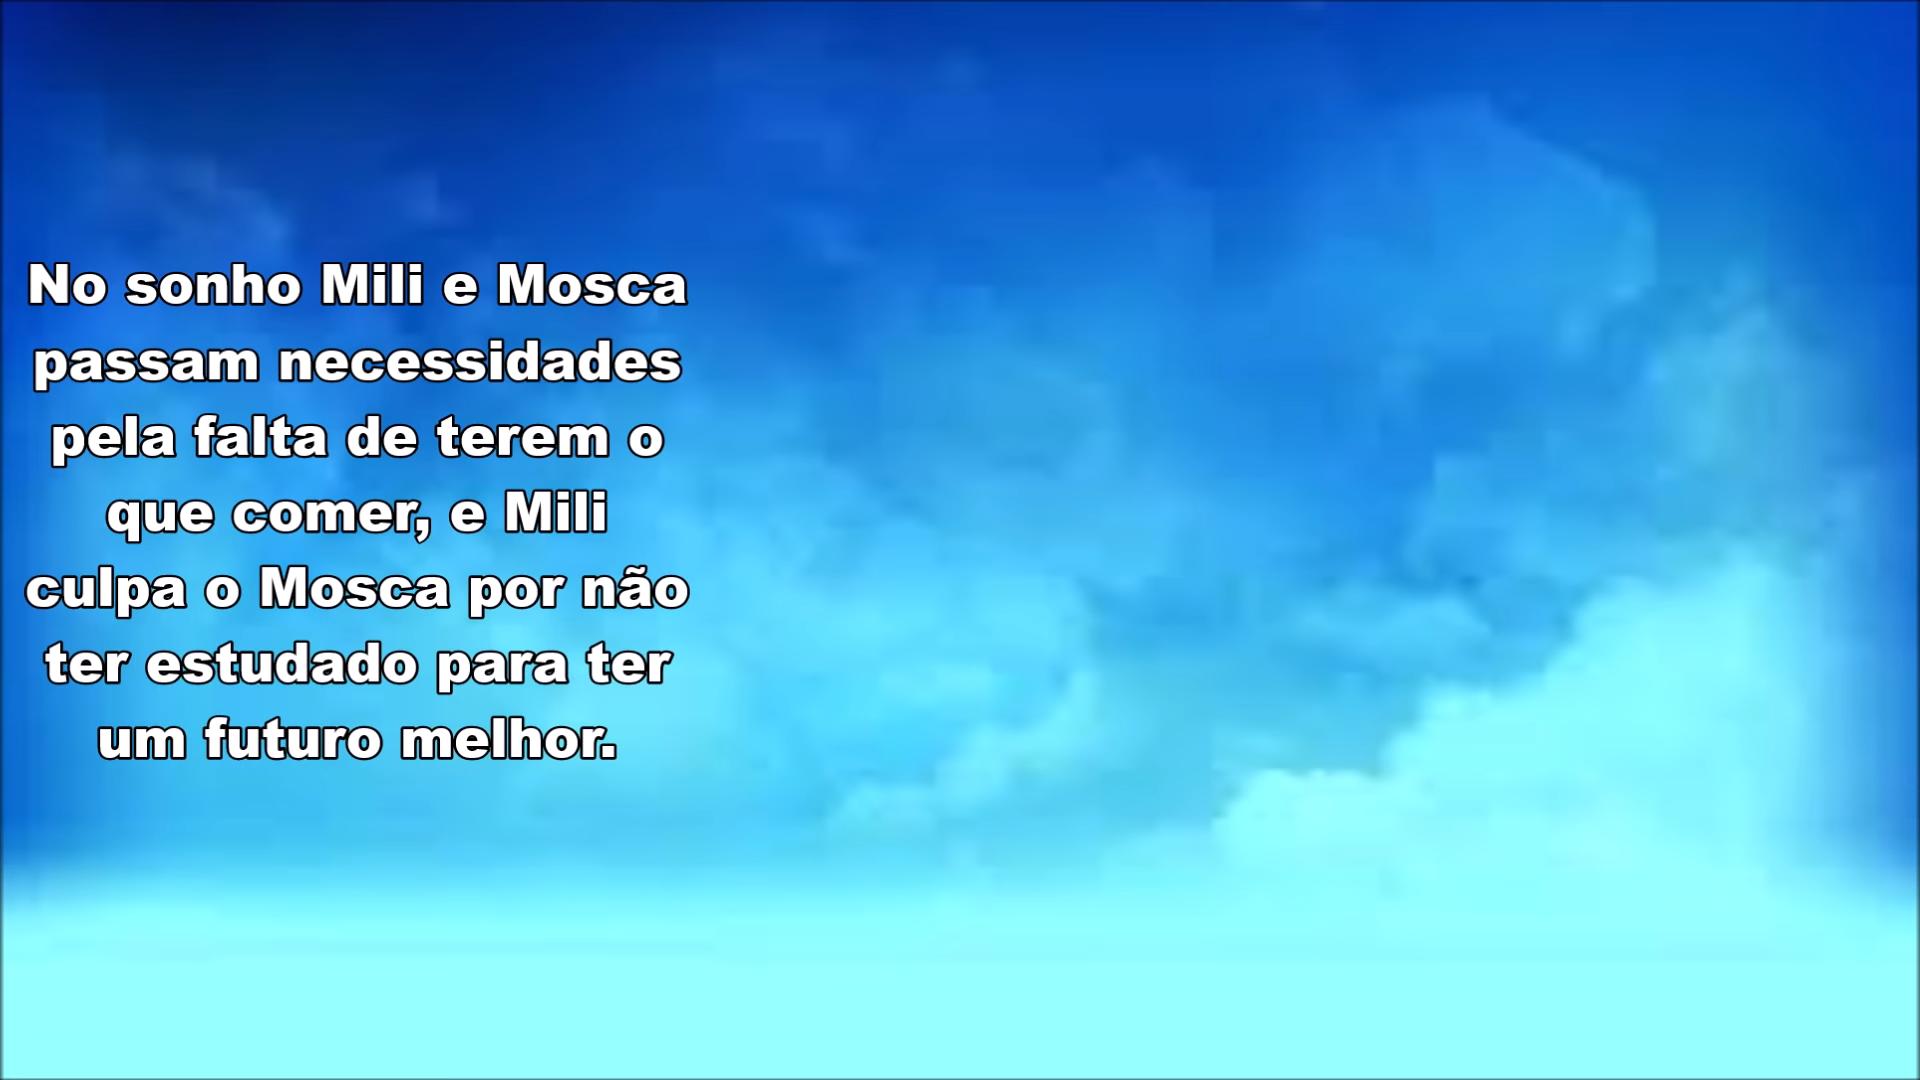 No sonho Mili e Mosca
passam necessidades
pela falta de terem o
que comer, e Mili
culpa o Mosca por não
ter estudado para ter
um futuro melhor.